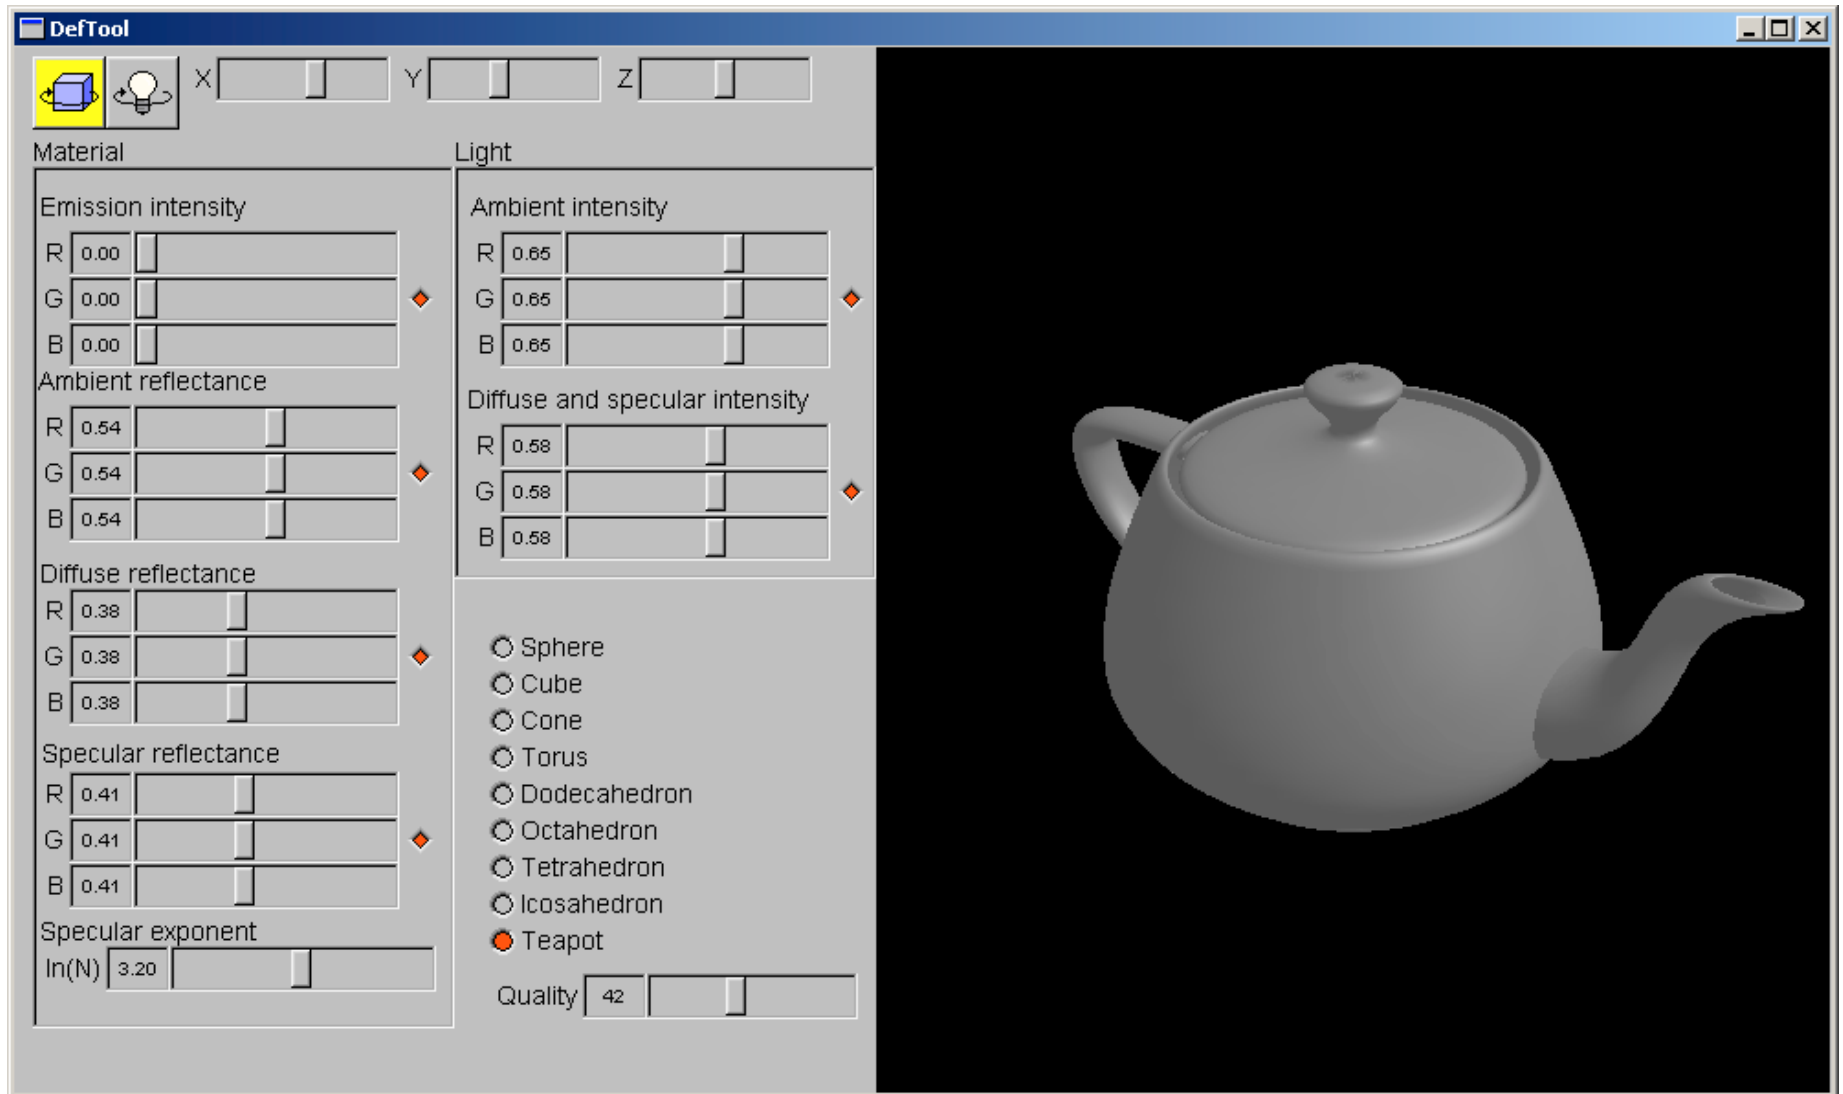 DefTool
X Y Z
Material
Emission intensity
R 0.00
G 0.00
B 0.00
Ambient reflectance
R 0.54
G 0.54
B 0.54
Diffuse reflectance
R 0.38
G 0.38
B 0.38
Specular reflectance
R 0.41
G 0.41
B 0.41
Specular exponent
ln(N) 3.20
Light
Ambient intensity
R 0.65
G 0.65
B 0.65
Diffuse and specular intensity
R 0.58
G 0.58
B 0.58
Sphere
Cube
Cone
Torus
Dodecahedron
Octahedron
Tetrahedron
Icosahedron
Teapot
Quality 42